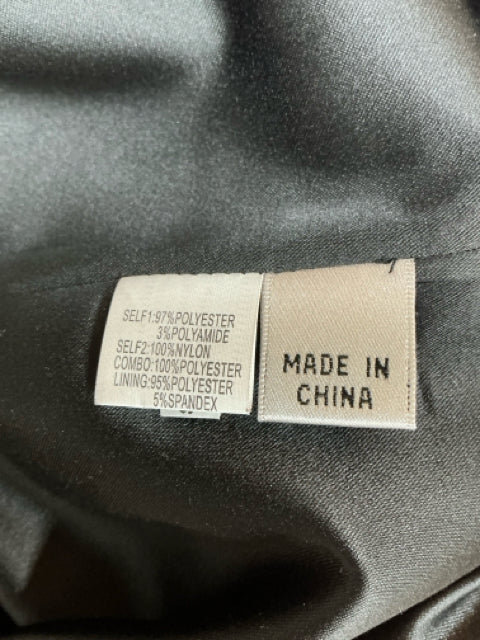 SELF1:97%POLYESTER
3%POLYAMIDE
SELF2:100%NYLON
COMBO:100%POLYESTER
LINING:95%POLYESTER
5%SPANDEX
MADE IN
CHINA